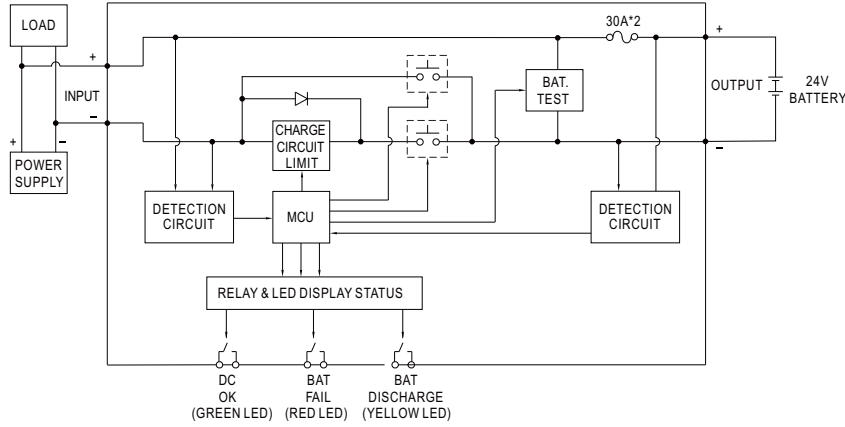 LOAD
30A*2
+
+
INPUT
BAT.
TEST
OUTPUT
24V
BATTERY
–
+
–
CHARGE
CIRCUIT
LIMIT
–
POWER
SUPPLY
DETECTION
CIRCUIT
MCU
DETECTION
CIRCUIT
RELAY & LED DISPLAY STATUS
DC
OK
(GREEN LED)
BAT
FAIL
(RED LED)
BAT
DISCHARGE
(YELLOW LED)